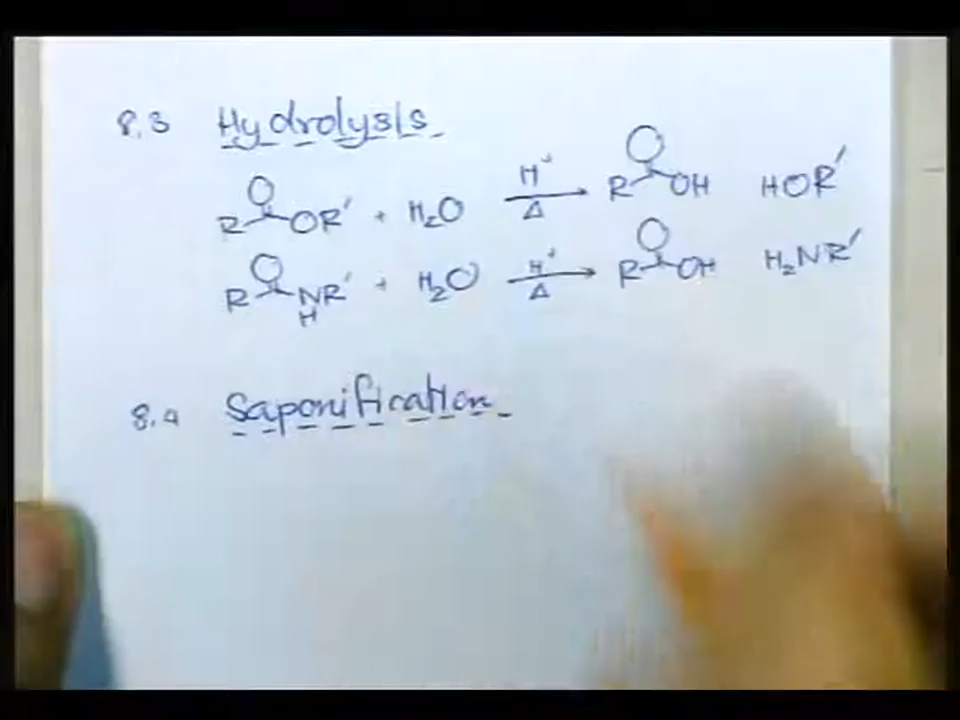 8.3 Hydrolysis
O O
R OR' + H2O H+ Δ R OH HOR'
O O
R NR' + H2O H+ Δ R OH H2NR'
H
8.4 Saponification